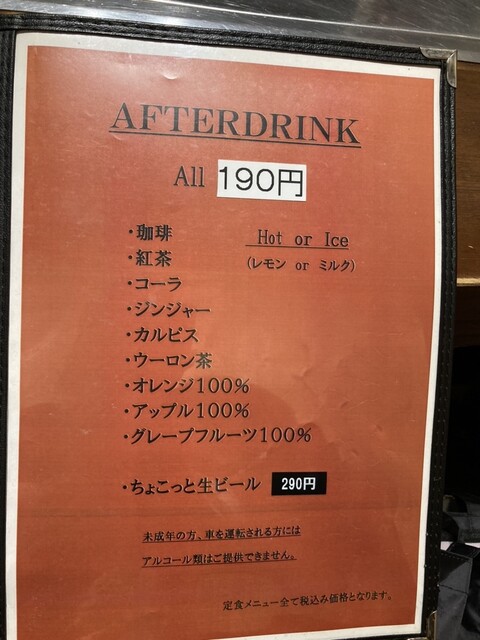 AFTERDRINK
All 190円
・珈琲 Hot or Ice
・紅茶 (レモン or ミルク)
・コーラ
・ジンジャー
・カルピス
・ウーロン茶
・オレンジ100%
・アップル100%
・グレープフルーツ100%
・ちょこっと生ビール 290円
未成年の方、車を運転される方には
アルコール類はご提供できません。
定食メニュー全て税込み価格となります。